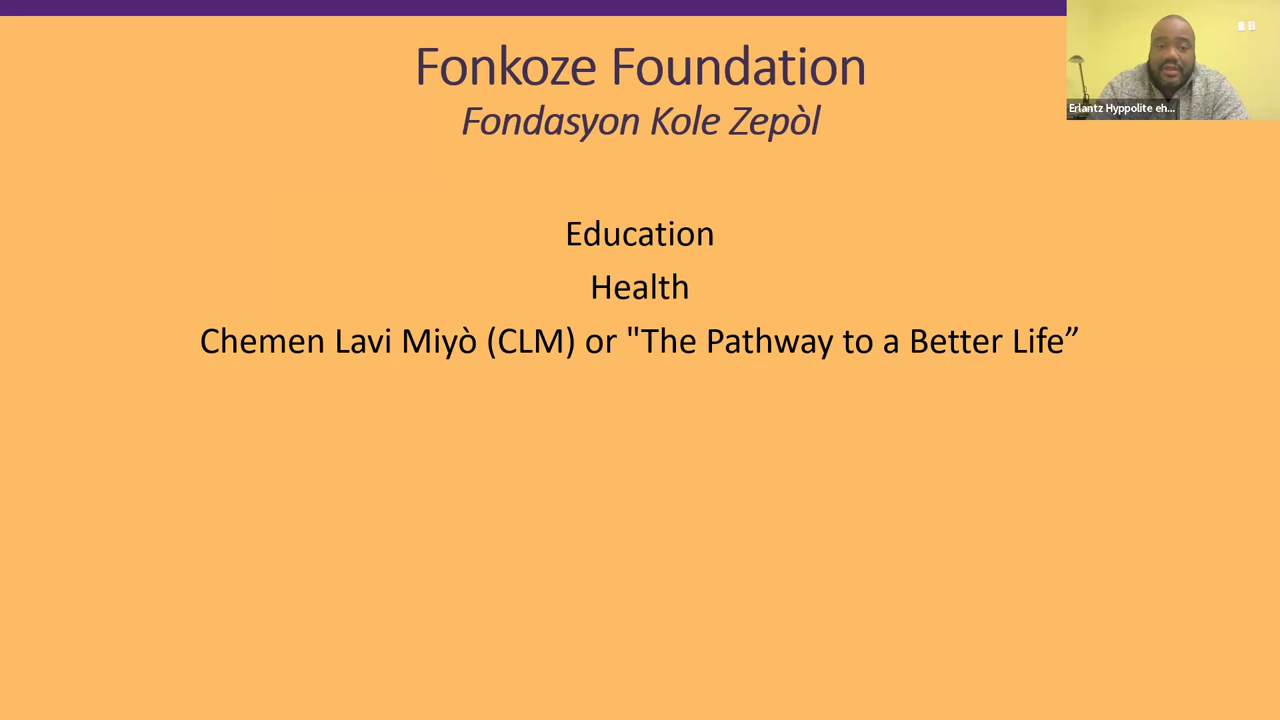 Fonkoze Foundation
Fondasyon Kole Zepòl
Erlantz Hyppolite eh...
Education
Health
Chemen Lavi Miyò (CLM) or "The Pathway to a Better Life”